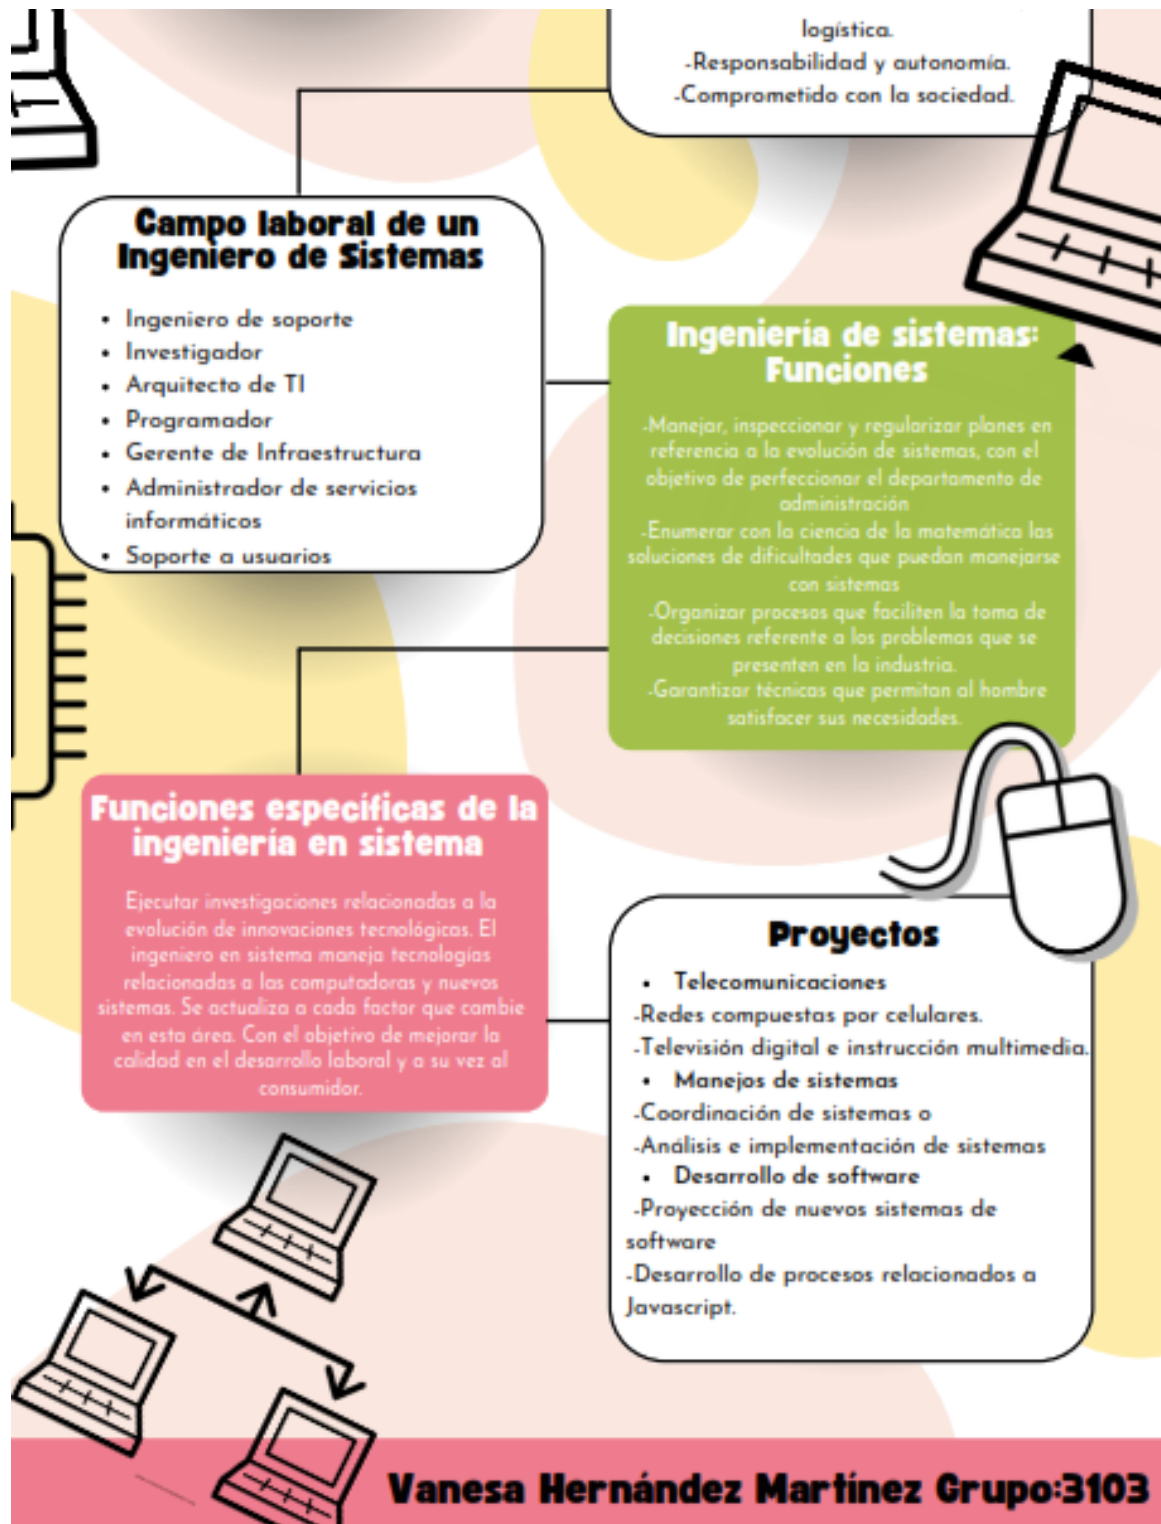 logística.
-Responsabilidad y autonomía.
-Comprometido con la sociedad.
Campo laboral de un
Ingeniero de Sistemas
• Ingeniero de soporte
• Investigador
• Arquitecto de TI
• Programador
• Gerente de Infraestructura
• Administrador de servicios
informáticos
• Soporte a usuarios
Ingeniería de sistemas:
Funciones
-Manejar, inspeccionar y regularizar planes en
referencia a la evolución de sistemas, con el
objetivo de perfeccionar el departamento de
administración
-Enumerar con la ciencia de la matemática las
soluciones de dificultades que puedan manejarse
con sistemas
-Organizar procesos que faciliten la toma de
decisiones referente a los problemas que se
presenten en la industria.
-Garantizar técnicas que permitan al hombre
satisfacer sus necesidades.
Funciones específicas de la
ingeniería en sistema
Ejecutar investigaciones relacionadas a la
evolución de innovaciones tecnológicas. El
ingeniero en sistema maneja tecnologías
relacionadas a las computadoras y nuevos
sistemas. Se actualiza a cada factor que cambie
en esta área. Con el objetivo de mejorar la
calidad en el desarrollo laboral y a su vez al
consumidor.
Proyectos
• Telecomunicaciones
-Redes compuestas por celulares.
-Televisión digital e instrucción multimedia.
• Manejos de sistemas
-Coordinación de sistemas o
-Análisis e implementación de sistemas
• Desarrollo de software
-Proyección de nuevos sistemas de
software
-Desarrollo de procesos relacionados a
Javascript.
Vanesa Hernández Martínez Grupo:3103